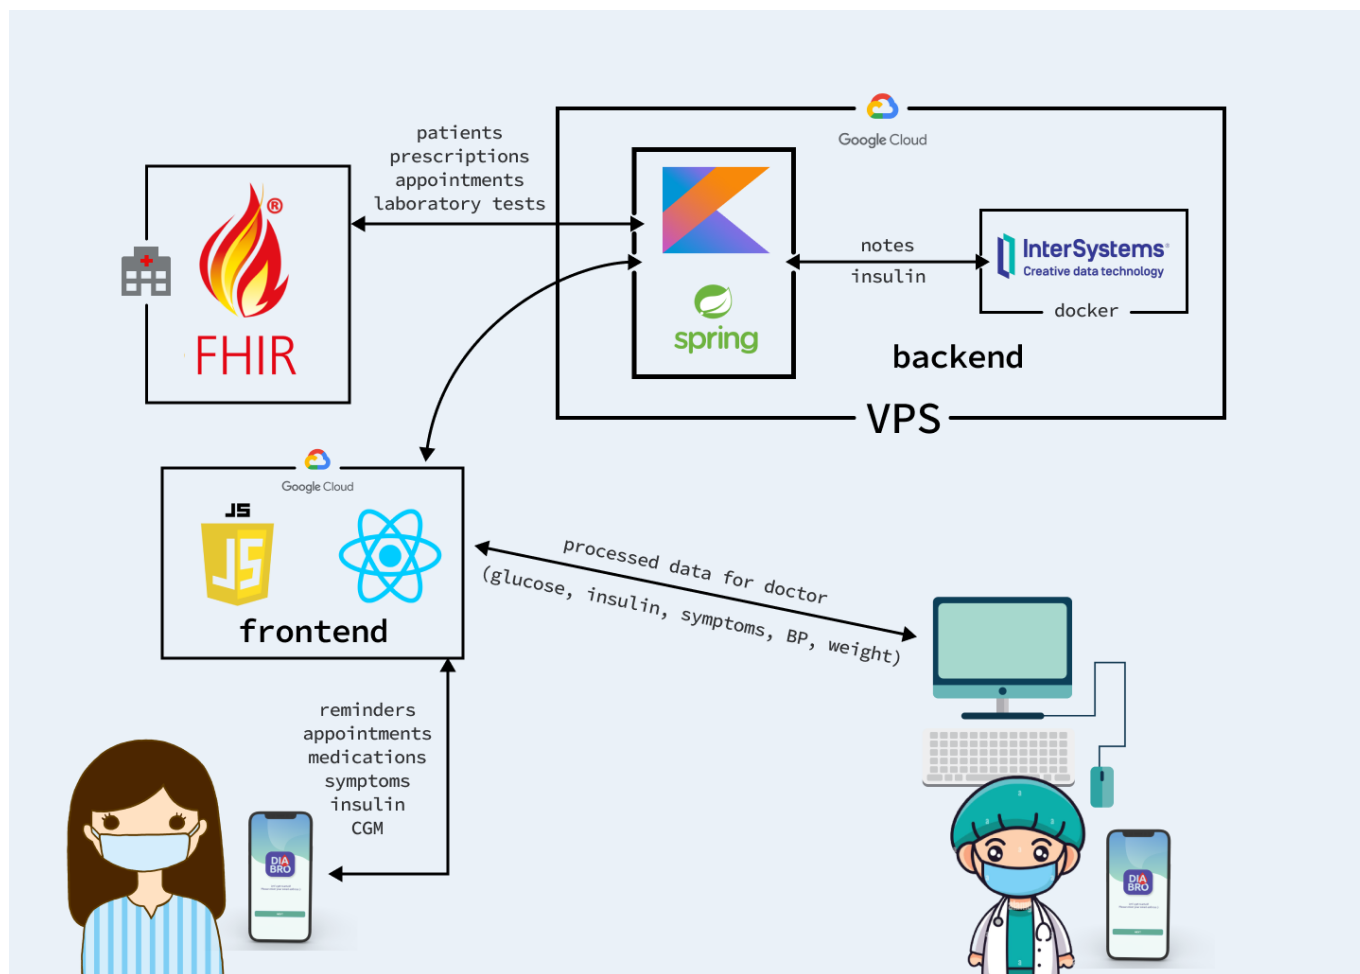 Google Cloud
patients
prescriptions
appointments
laboratory tests
®
FHIR
spring
notes
insulin
InterSystems®
Creative data technology
docker
backend
VPS
Google Cloud
JS
JS
frontend
processed data for doctor
(glucose, insulin, symptoms, BP, weight)
reminders
appointments
medications
symptoms
insulin
CGM
DIA
BRO
DIA
BRO